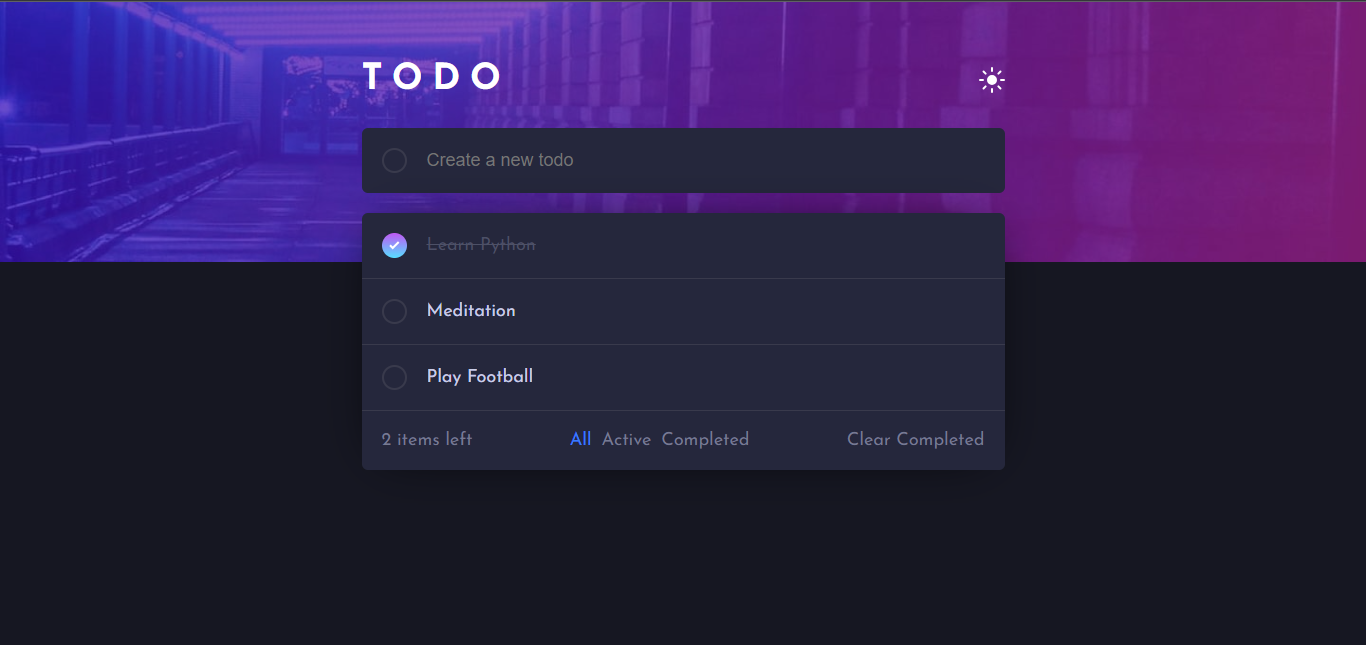 TODO
Create a new todo
Learn Python
Meditation
Play Football
2 items left All Active Completed Clear Completed